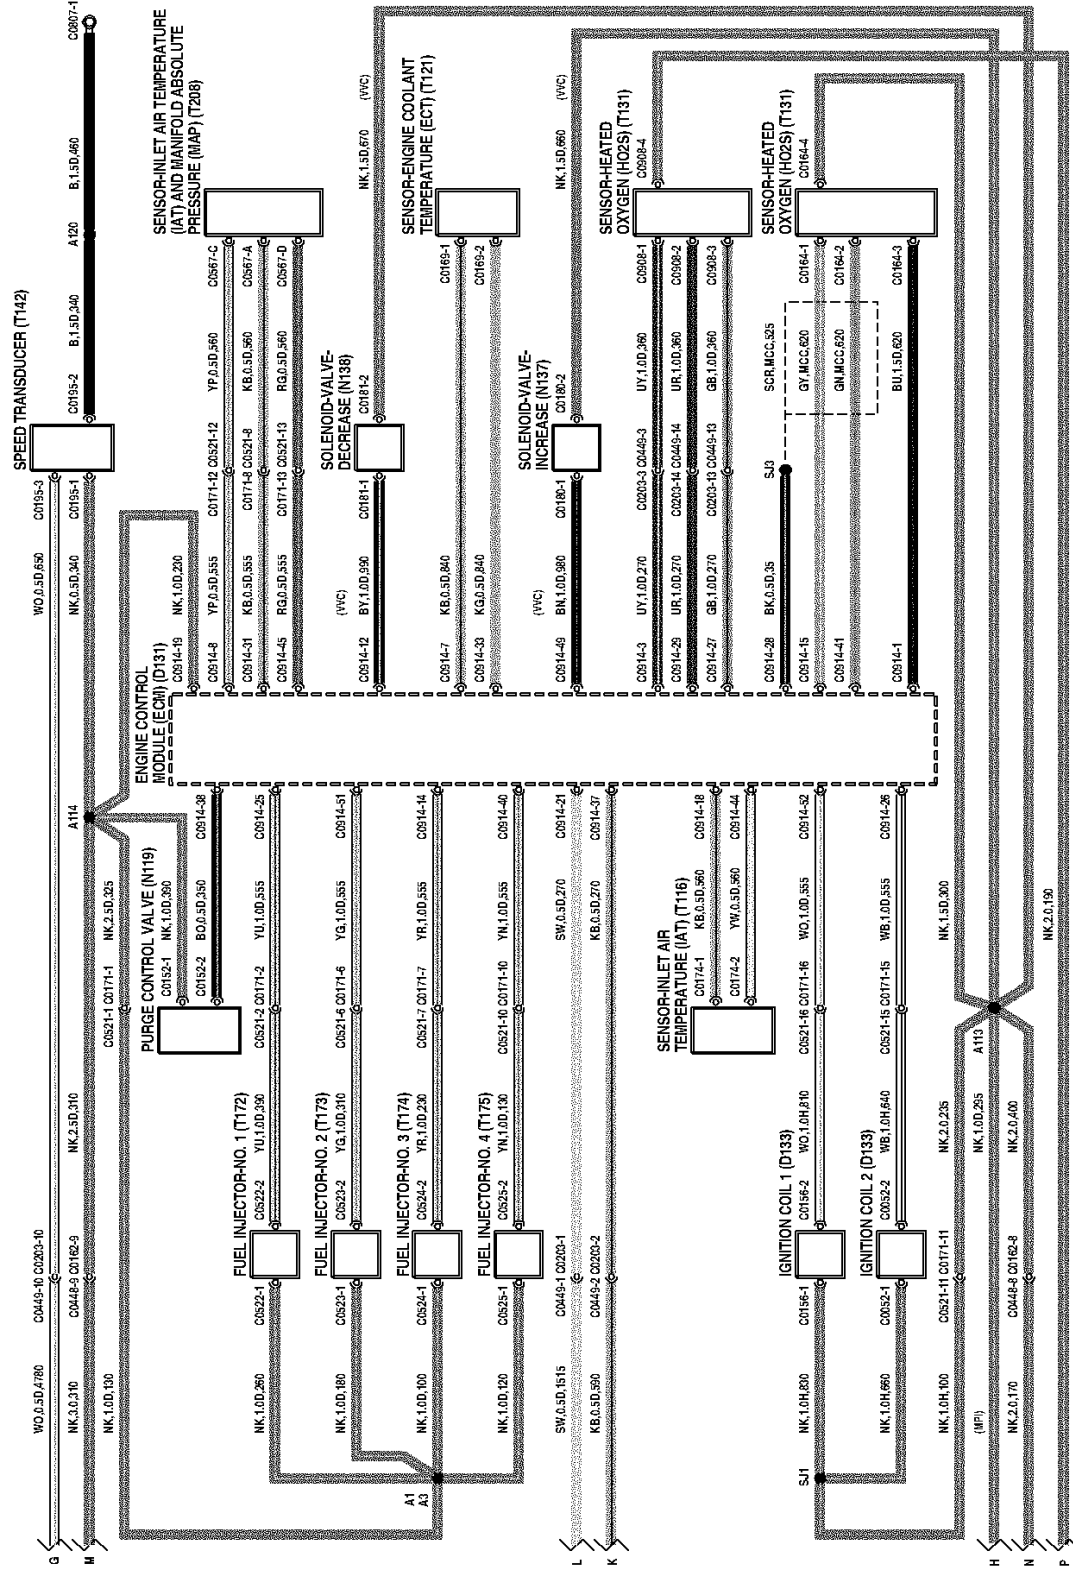 C0807-1
B,1.5D,460
A120
B,1.5D,340
C0195-2
SPEED TRANSDUCER (T142)
C0195-3
C0195-1
WO,0.5D,650
NK,0.5D,340
A114
NK,2.5D,310
C0449-10 C0203-10
C0448-9 C0162-9
WO,0.5D,4780
NK,3.0,310
G
M
SENSOR-INLET AIR TEMPERATURE
(IAT) AND MANIFOLD ABSOLUTE
PRESSURE (MAP) (T208)
C0567-C
C0567-A
C0567-D
YP,0.5D,560
KB,0.5D,560
RG,0.5D,560
C0171-12 C0521-12
C0171-8 C0521-8
C0171-13 C0521-13
NK,1.0D,230
YP,0.5D,555
KB,0.5D,555
RG,0.5D,555
C0914-19
C0914-8
C0914-31
C0914-45
NK,1.5D,670
(VVC)
SOLENOID-VALVE-
DECREASE (N138)
C0181-2
C0181-1
(VVC)
BY,1.0D,990
C0914-12
SENSOR-ENGINE COOLANT
TEMPERATURE (ECT) (T121)
C0169-1
C0169-2
KB,0.5D,840
KG,0.5D,840
C0914-7
C0914-33
NK,1.5D,660
(VVC)
SOLENOID-VALVE-
INCREASE (N137)
C0180-2
C0180-1
(VVC)
BN,1.0D,980
C0914-49
SENSOR-HEATED
OXYGEN (HO2S) (T131)
C0908-4
C0908-1
C0908-2
C0908-3
UY,1.0D,360
UR,1.0D,360
GB,1.0D,360
C0203-3 C0449-3
C0203-14 C0449-14
C0203-13 C0449-13
UY,1.0D,270
UR,1.0D,270
GB,1.0D,270
C0914-3
C0914-29
C0914-27
SENSOR-HEATED
OXYGEN (HO2S) (T131)
C0164-4
C0164-1
C0164-2
C0164-3
SCR,MCC,525
GY,MCC,620
GN,MCC,620
BU,1.5D,620
SJ3
BK,0.5D,35
C0914-28
C0914-15
C0914-41
C0914-1
ENGINE CONTROL
MODULE (ECM) (D131)
C0914-38
C0914-25
C0914-51
C0914-14
C0914-40
C0914-21
C0914-37
C0914-18
C0914-44
C0914-52
C0914-26
NK,2.5D,325
NK,1.0D,390
BO,0.5D,350
C0521-1 C0171-1
PURGE CONTROL VALVE (N119)
C0152-1
C0152-2
YU,1.0D,555
YG,1.0D,555
YR,1.0D,555
YN,1.0D,555
SW,0.5D,270
KB,0.5D,270
C0521-2 C0171-2
C0521-6 C0171-6
C0521-7 C0171-7
C0521-10 C0171-10
FUEL INJECTOR-NO. 1 (T172)
C0522-2
YU,1.0D,390
FUEL INJECTOR-NO. 2 (T173)
C0523-2
YG,1.0D,310
FUEL INJECTOR-NO. 3 (T174)
C0524-2
YR,1.0D,230
FUEL INJECTOR-NO. 4 (T175)
C0525-2
YN,1.0D,130
C0522-1
C0523-1
C0524-1
C0525-1
NK,1.0D,130
NK,1.0D,260
NK,1.0D,180
NK,1.0D,100
NK,1.0D,120
A1
A3
C0449-1 C0203-1
C0449-2 C0203-2
SW,0.5D,1515
KB,0.5D,590
L
K
SENSOR-INLET AIR
TEMPERATURE (IAT) (T116)
C0174-1
C0174-2
KB,0.5D,560
YW,0.5D,560
WO,1.0D,555
WB,1.0D,555
C0521-16 C0171-16
C0521-15 C0171-15
IGNITION COIL 1 (D133)
C0156-2
WO,1.0H,810
IGNITION COIL 2 (D133)
C0052-2
WB,1.0H,640
C0156-1
C0052-1
NK,1.0H,830
NK,1.0H,660
SJ1
NK,1.5D,300
NK,2.0,190
A113
NK,2.0,235
NK,1.0D,295
NK,2.0,400
C0521-11 C0171-11
C0448-8 C0162-8
NK,1.0H,100
(MPI)
NK,2.0,170
H
N
P